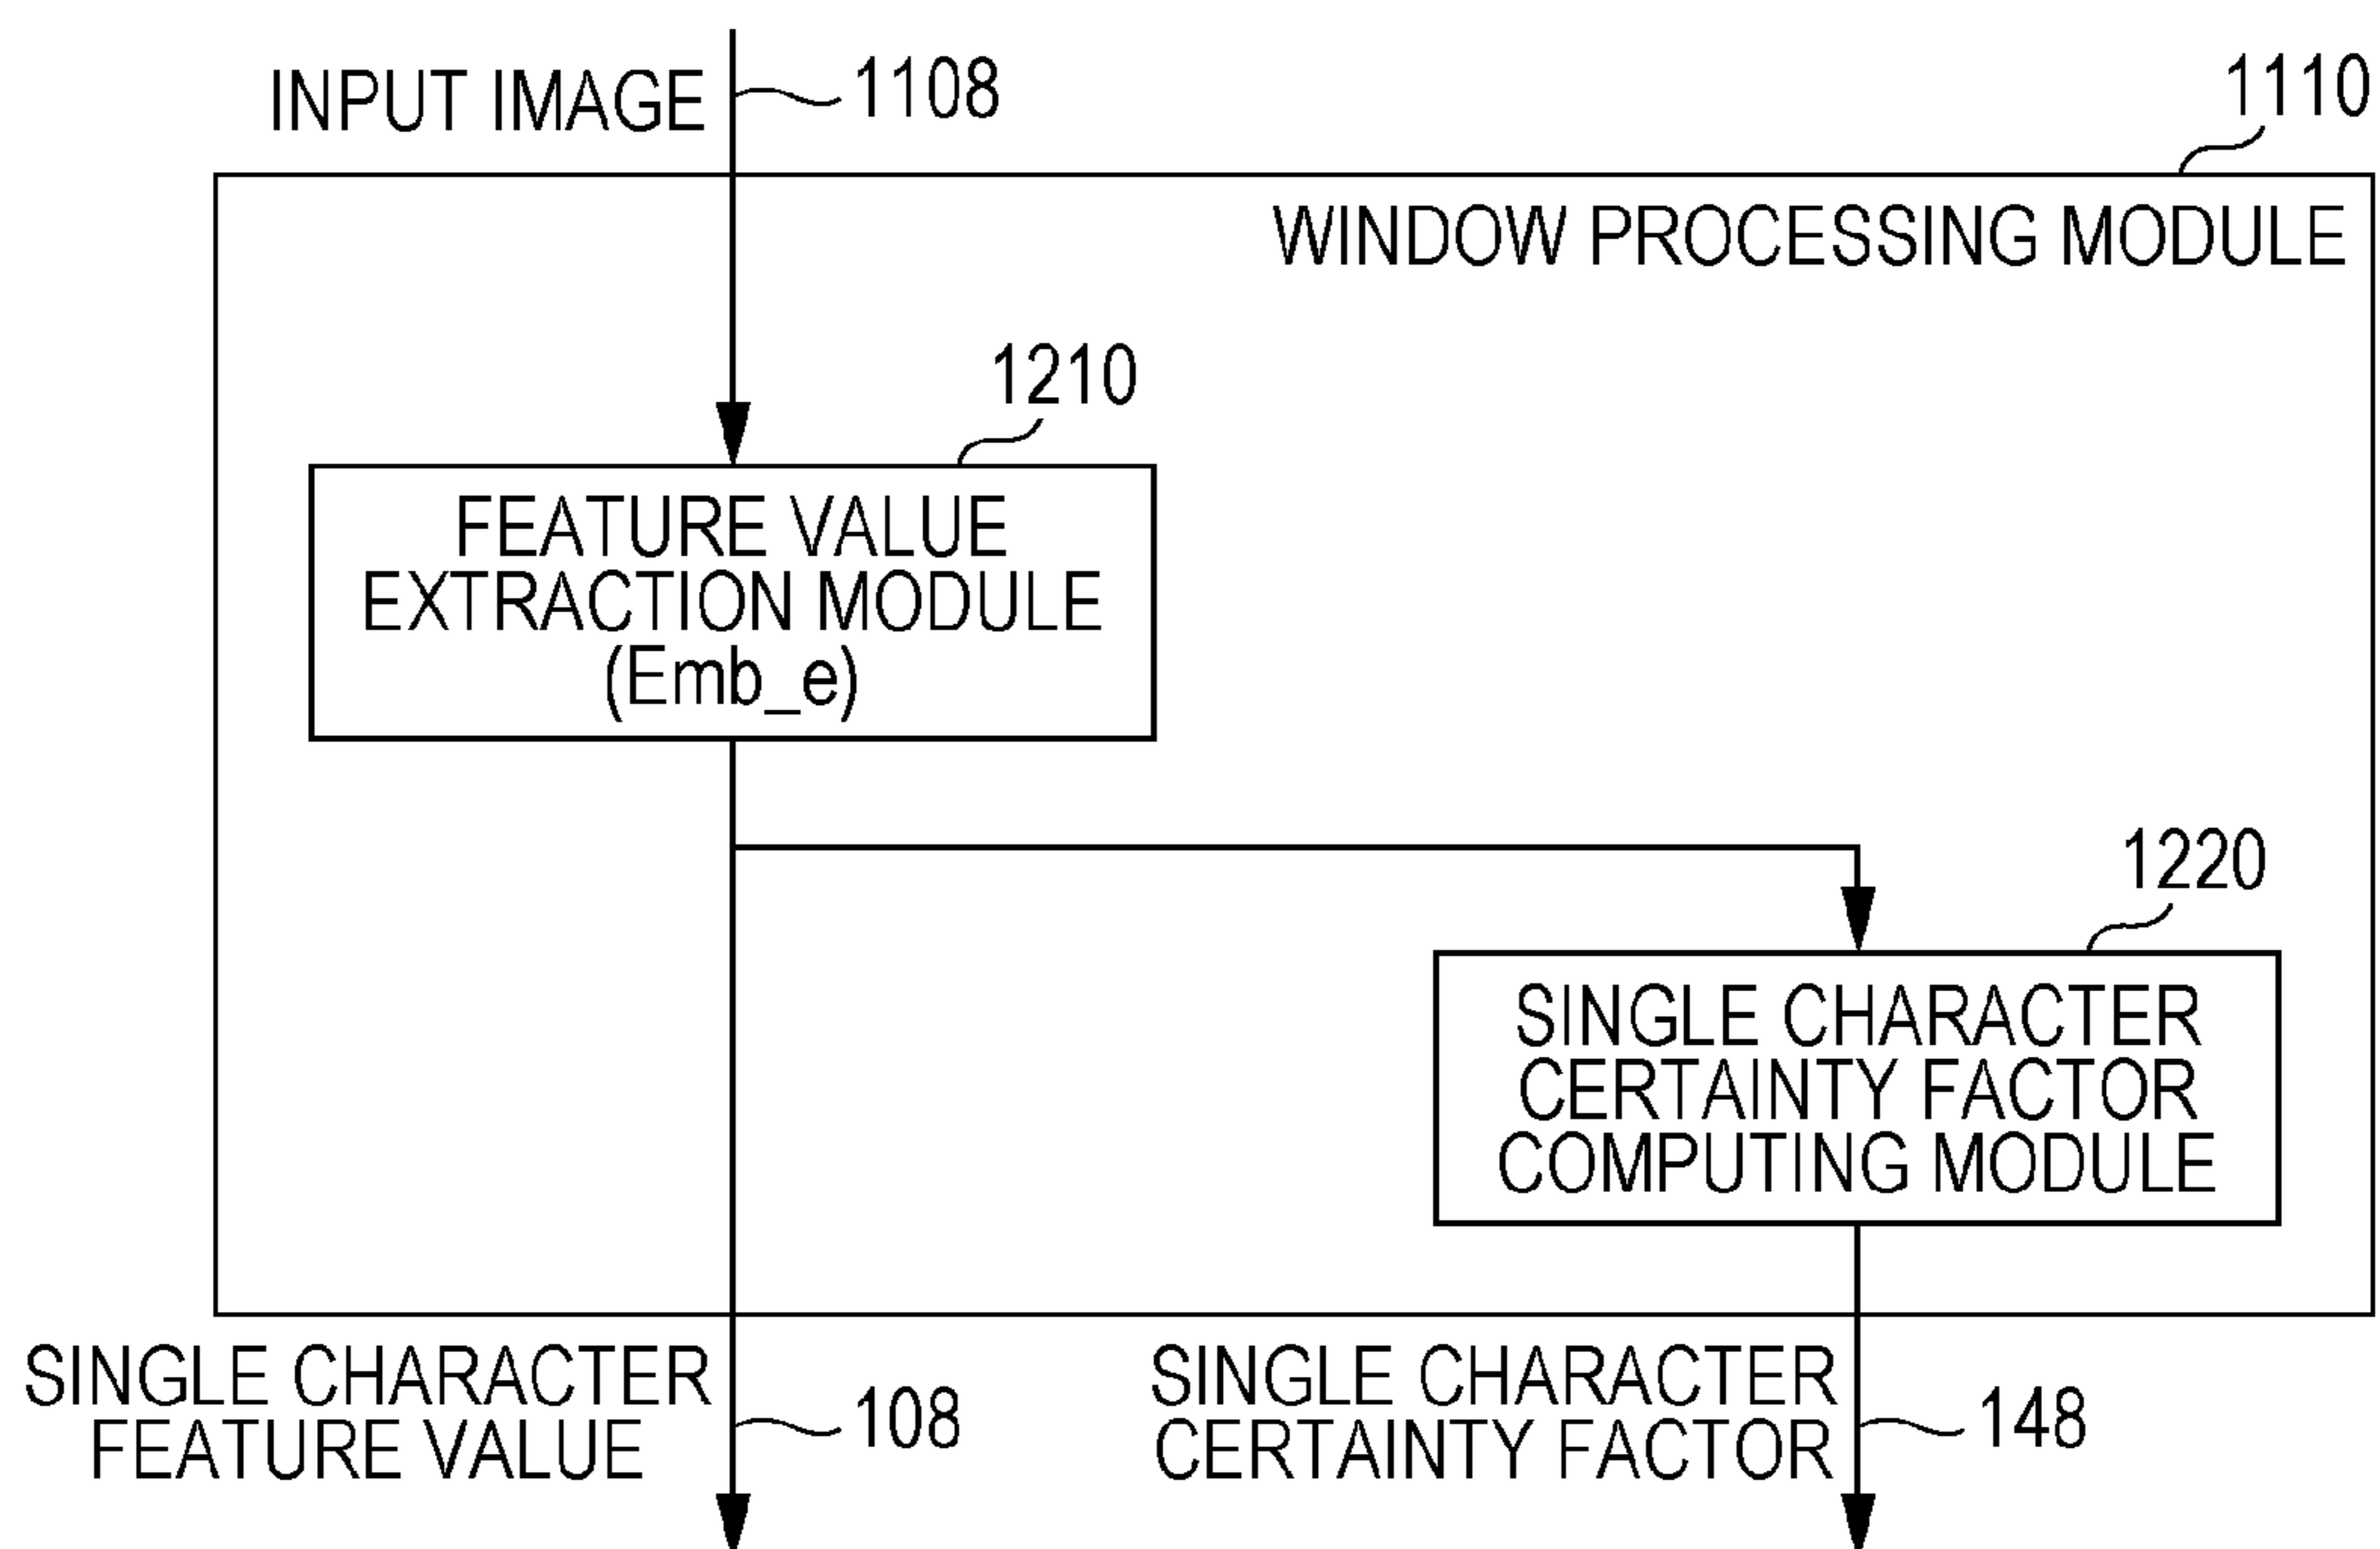 INPUT IMAGE
1108
1110
WINDOW PROCESSING MODULE
1210
FEATURE VALUE
EXTRACTION MODULE
(Emb_e)
1220
SINGLE CHARACTER
CERTAINTY FACTOR
COMPUTING MODULE
SINGLE CHARACTER
FEATURE VALUE
108
SINGLE CHARACTER
CERTAINTY FACTOR
148